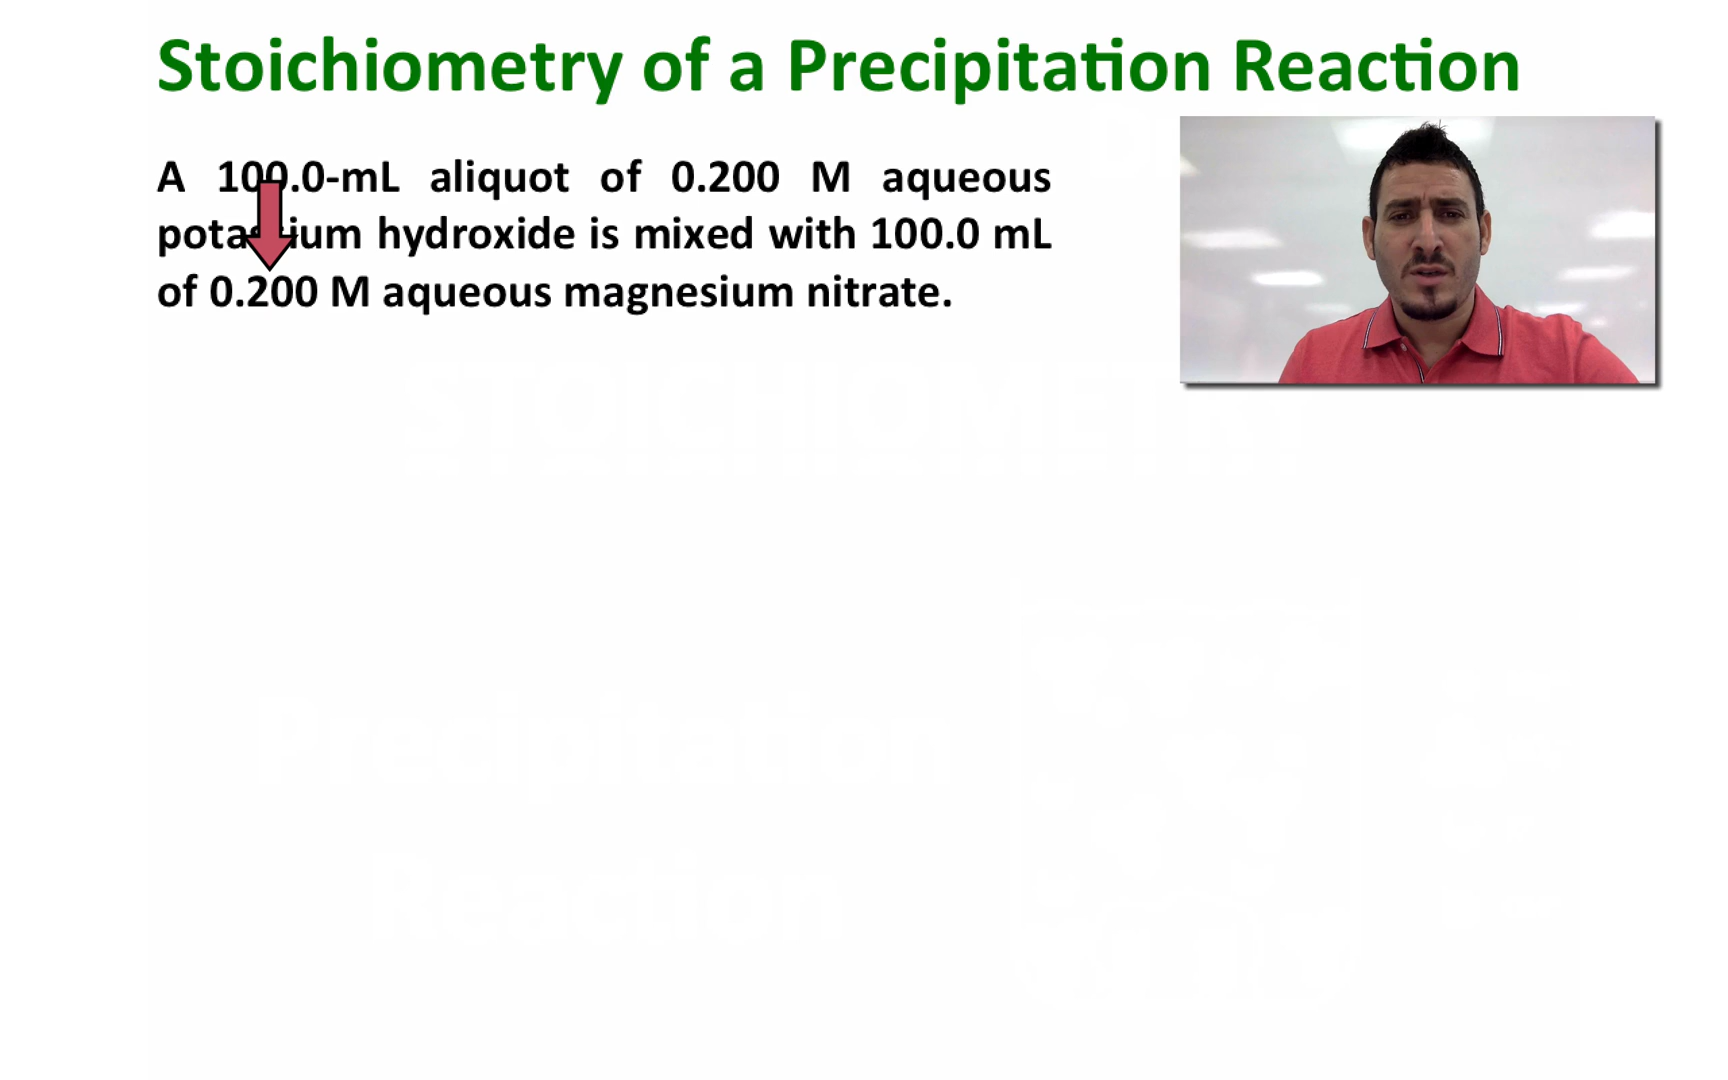 Stoichiometry of a Precipitation Reaction
A 100.0-mL aliquot of 0.200 M aqueous
potassium hydroxide is mixed with 100.0 mL
of 0.200 M aqueous magnesium nitrate.